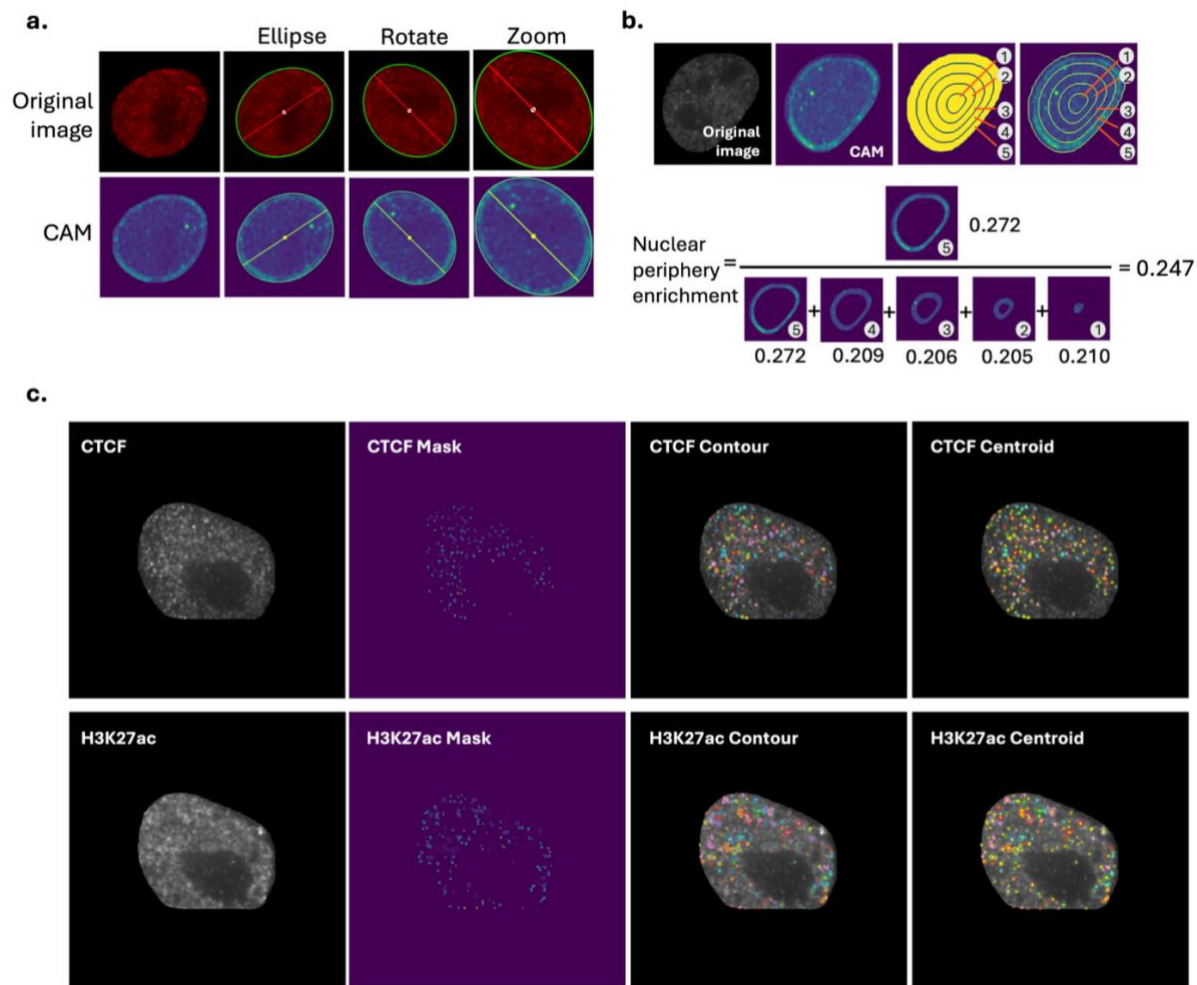 a.
Ellipse Rotate Zoom
Original
image
CAM
b.
Original
image
CAM
1
2
3
4
5
1
2
3
4
5
5
0.272
Nuclear
periphery
enrichment
=
= 0.247
5 + 4 + 3 + 2 + 1
0.272 0.209 0.206 0.205 0.210
c.
CTCF CTCF Mask CTCF Contour CTCF Centroid
H3K27ac H3K27ac Mask H3K27ac Contour H3K27ac Centroid